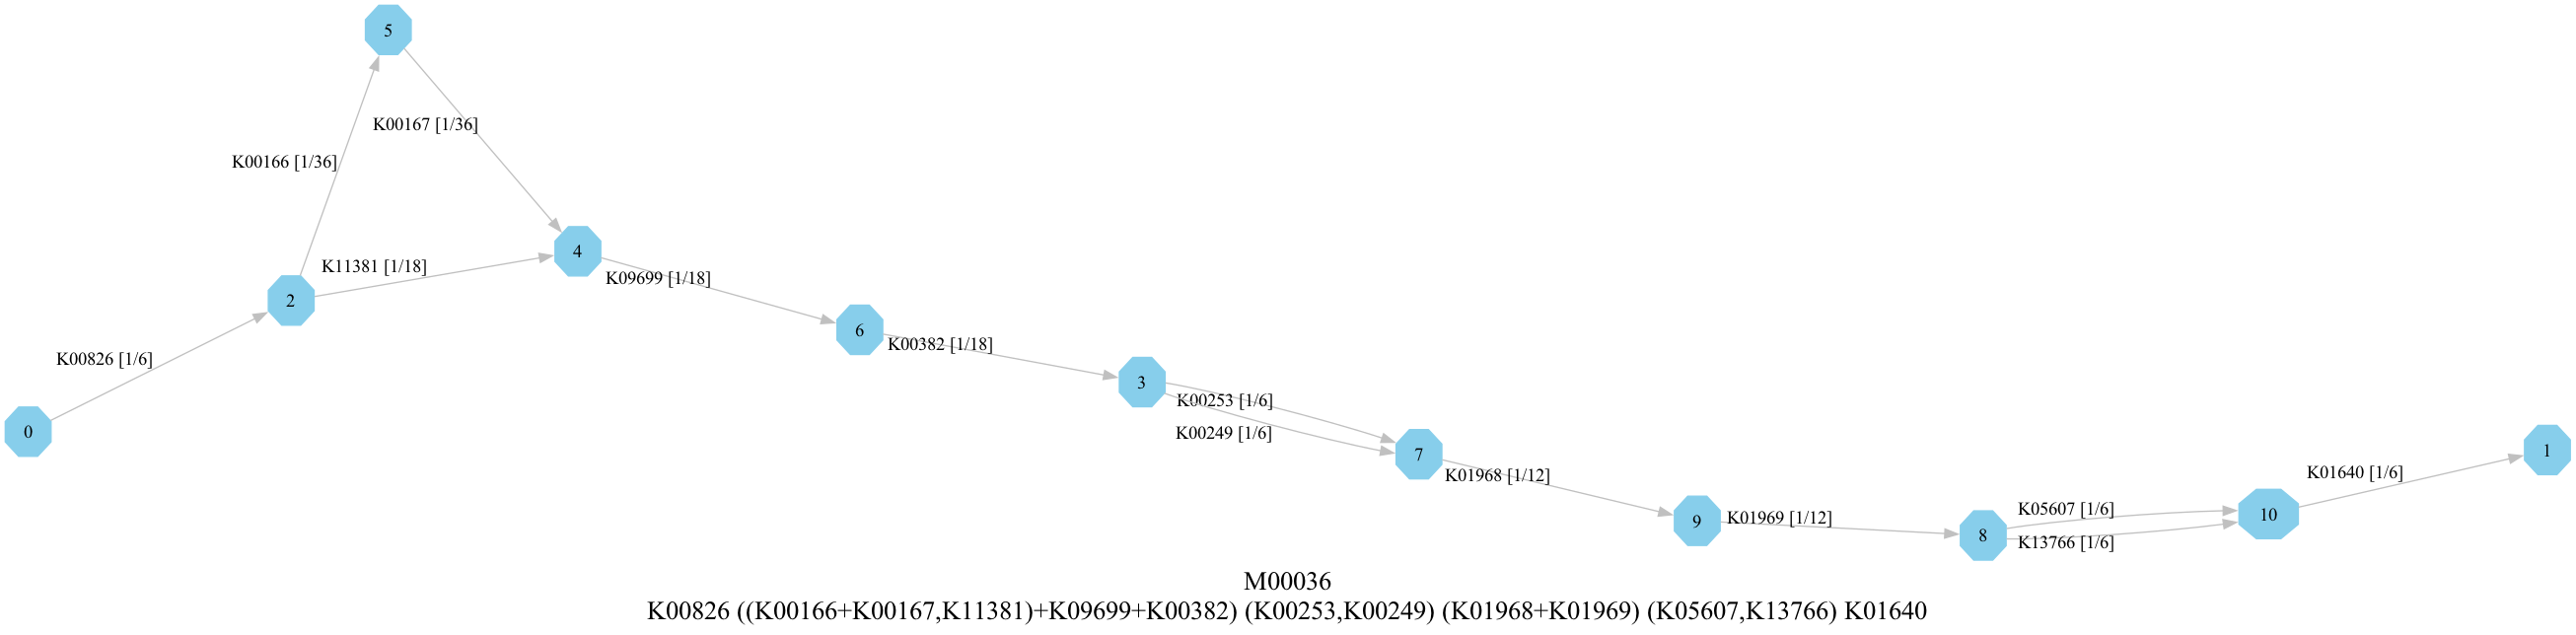 5
K00167 [1/36]
K00166 [1/36]
4
K11381 [1/18]
K09699 [1/18]
2
6
K00382 [1/18]
K00826 [1/6]
3
K00253 [1/6]
0
K00249 [1/6]
7
1
K01968 [1/12]
K01640 [1/6]
K05607 [1/6]
10
9
K01969 [1/12]
8
K13766 [1/6]
M00036
K00826 ((K00166+K00167,K11381)+K09699+K00382) (K00253,K00249) (K01968+K01969) (K05607,K13766) K01640